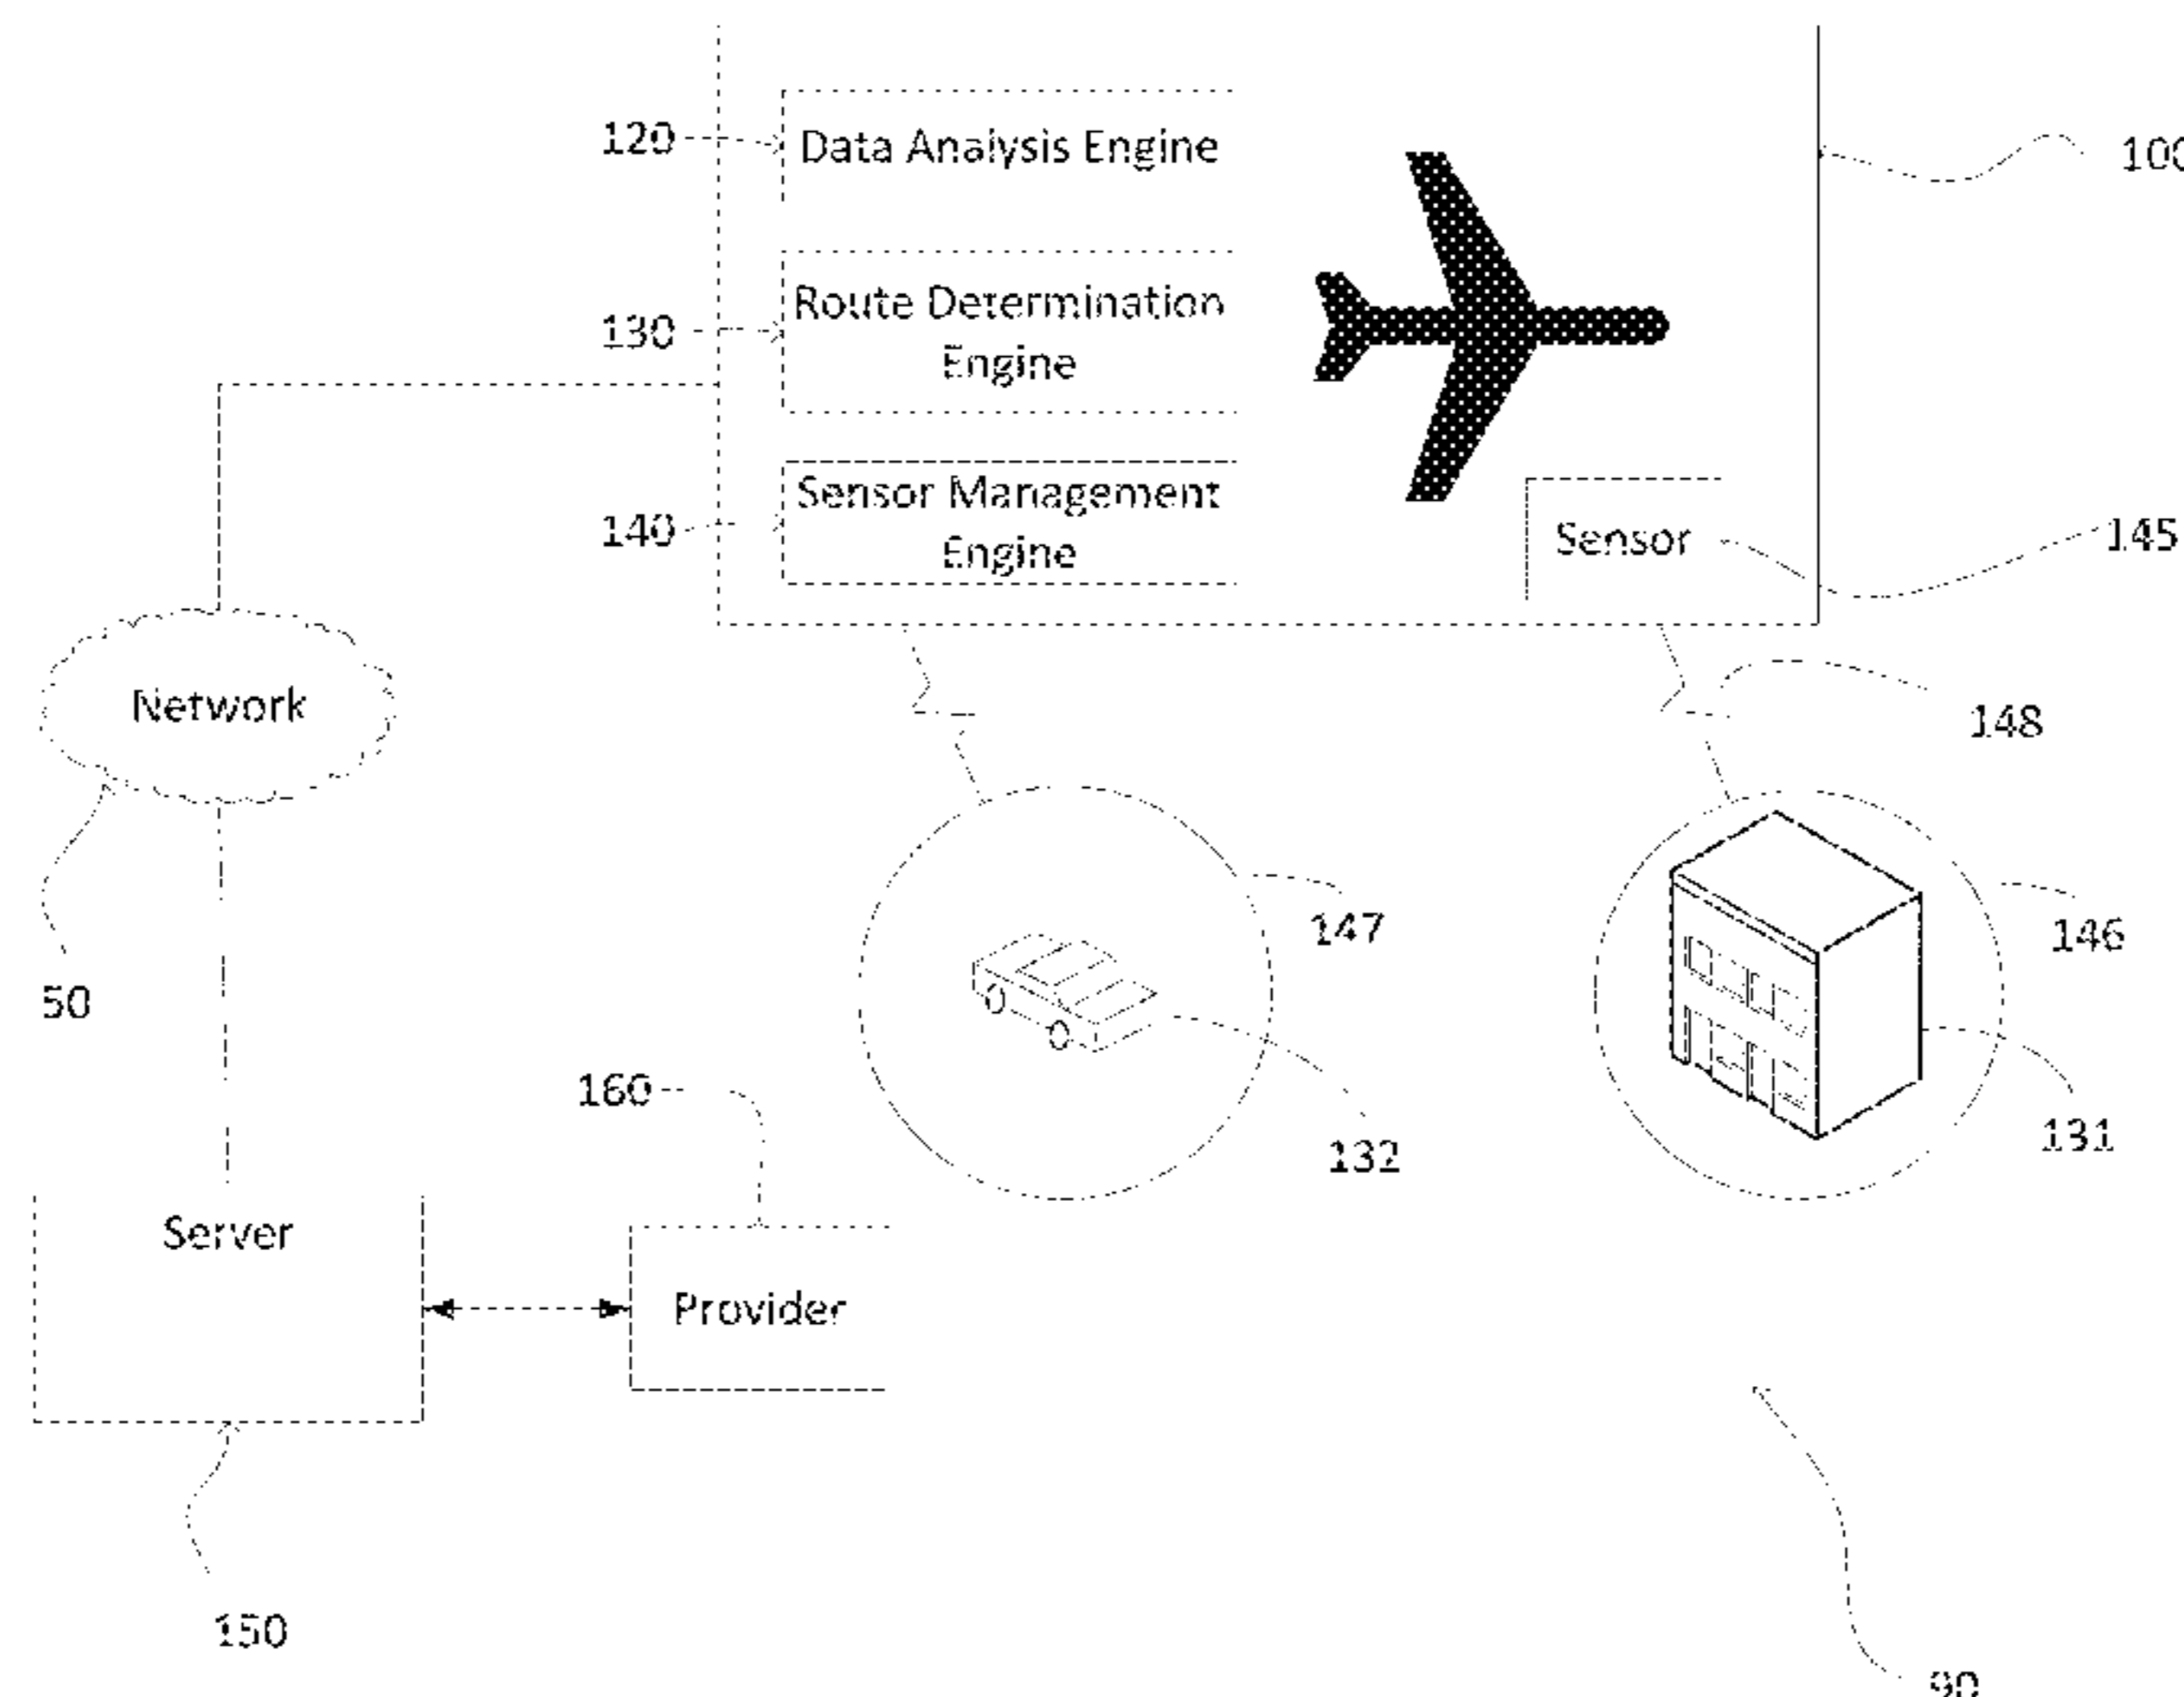 120
Data Analysis Engine
100
130
Route Determination
Engine
140
Sensor Management
Engine
Sensor
145
Network
148
147
146
50
160
132
131
Server
Provider
150
90